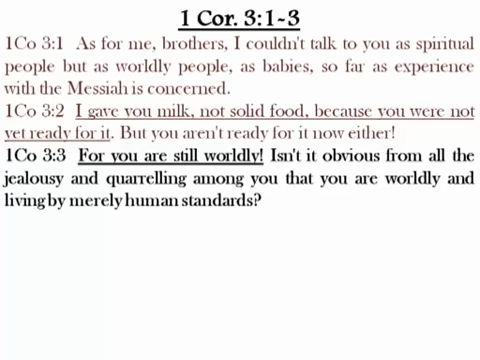 1 Cor. 3:1-3
1Co 3:1 As for me, brothers, I couldn't talk to you as spiritual
people but as worldly people, as babies, so far as experience
with the Messiah is concerned.
1Co 3:2 I gave you milk, not solid food, because you were not
yet ready for it. But you aren't ready for it now either!
1Co 3:3 For you are still worldly! Isn't it obvious from all the
jealousy and quarrelling among you that you are worldly and
living by merely human standards?